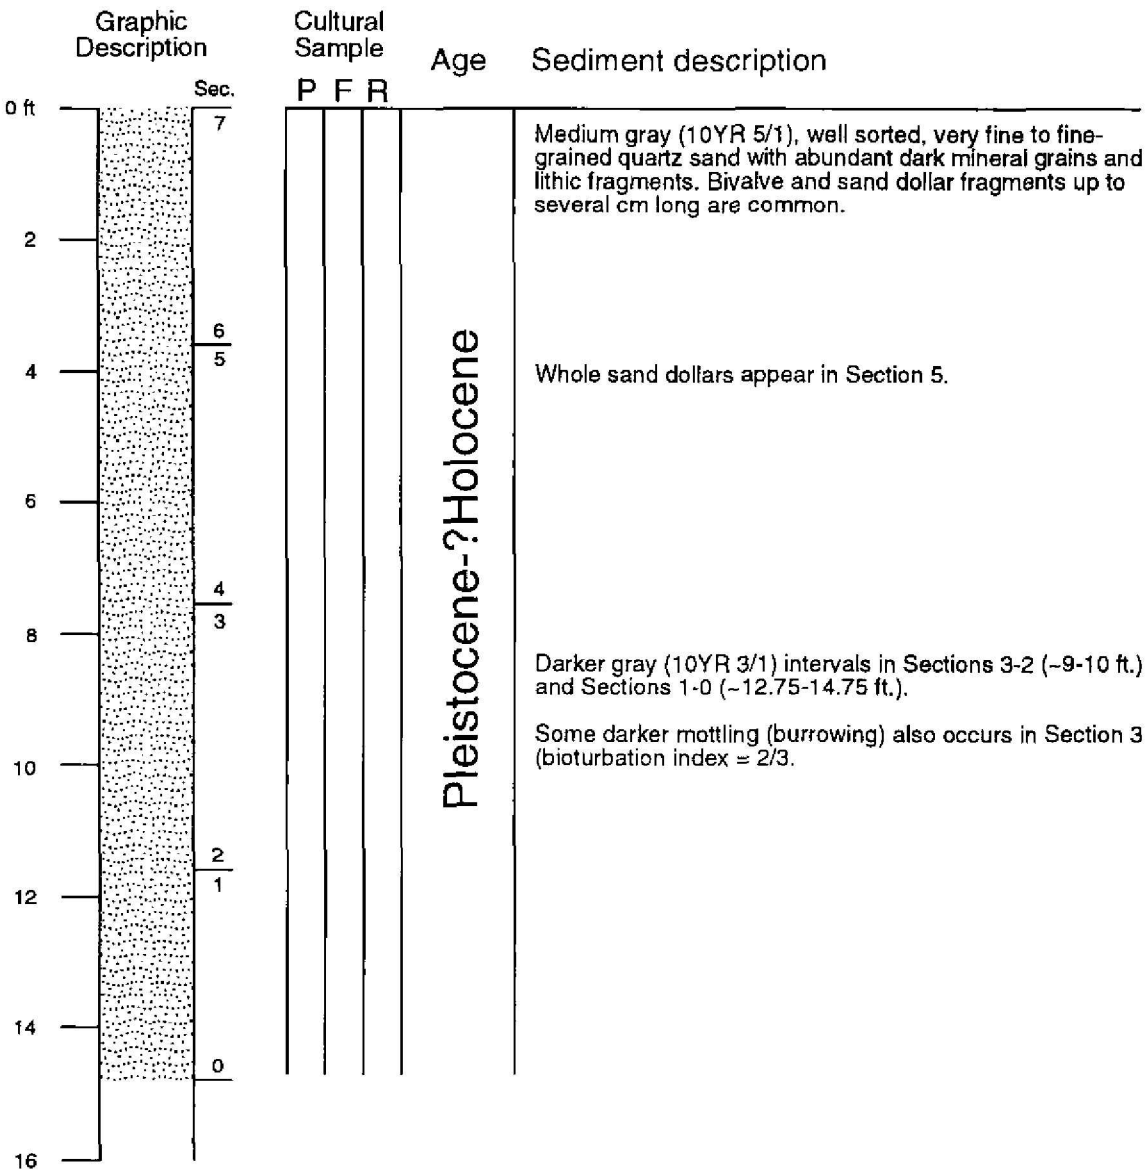 Graphic
Description
Cultural
Sample
Age
Sediment description
Sec.
P F R
0 ft
7
Medium gray (10YR 5/1), well sorted, very fine to fine-
grained quartz sand with abundant dark mineral grains and
lithic fragments. Bivalve and sand dollar fragments up to
several cm long are common.
2
6
5
4
Whole sand dollars appear in Section 5.
6
4
3
8
Pleistocene-?Holocene
Darker gray (10YR 3/1) intervals in Sections 3-2 (~9-10 ft.)
and Sections 1-0 (~12.75-14.75 ft.).
Some darker mottling (burrowing) also occurs in Section 3
(bioturbation index = 2/3.
10
2
1
12
14
0
16